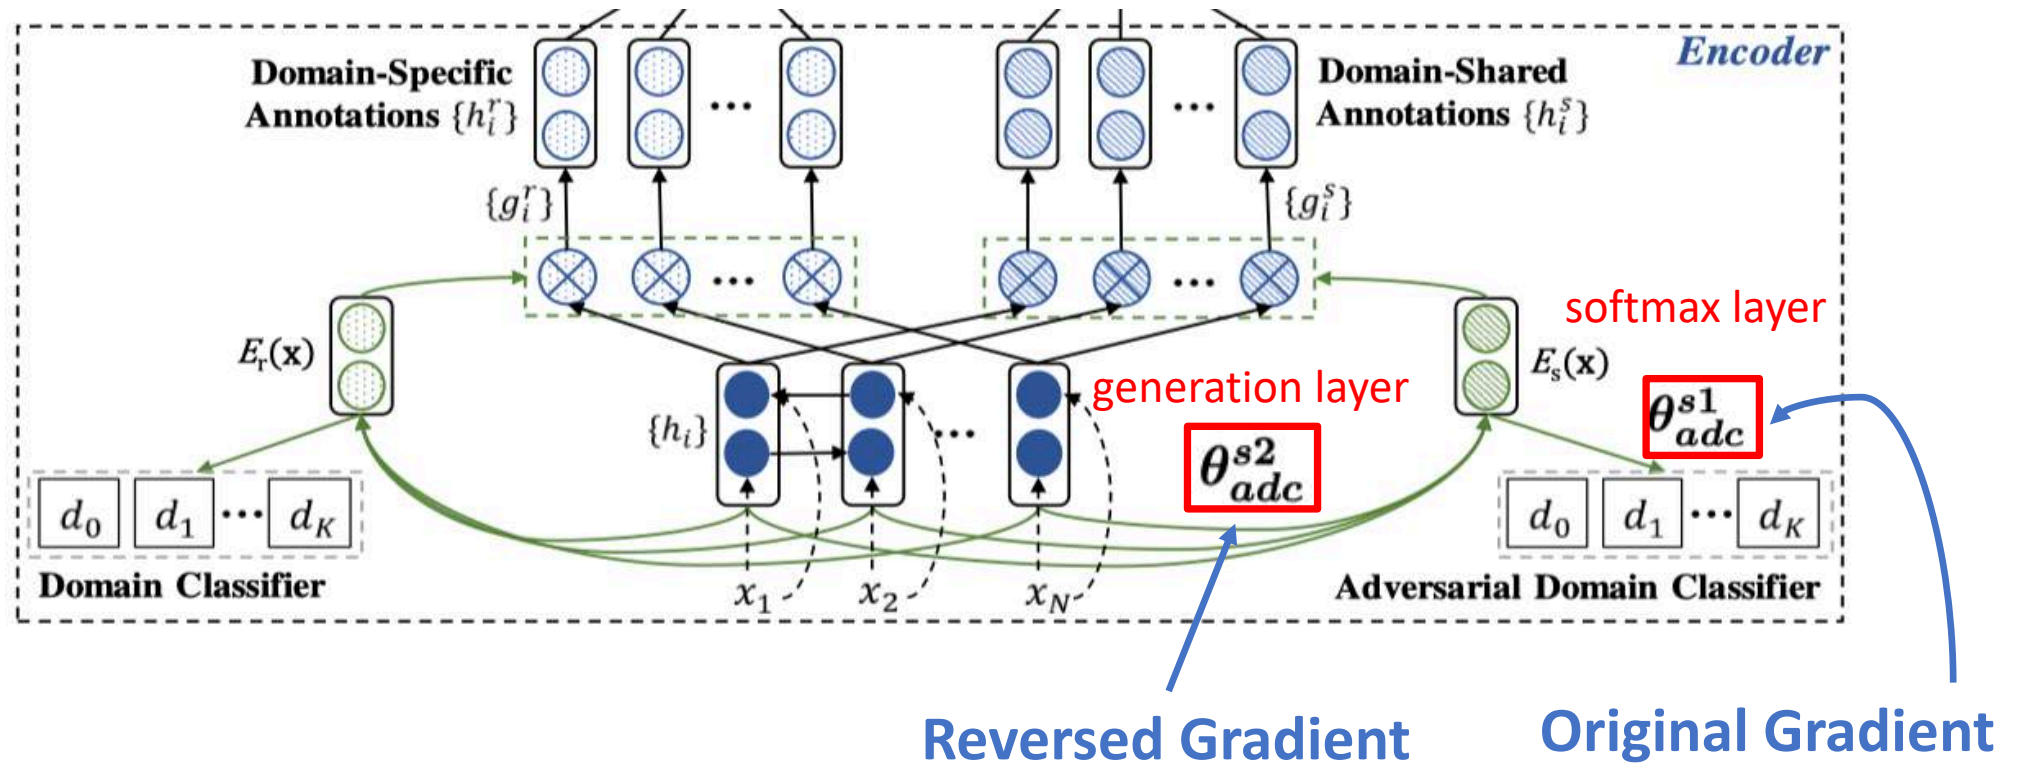 Encoder
Domain-Specific
Annotations {h_i^r}
Domain-Shared
Annotations {h_i^s}
...
...
{g_i^r}
{g_i^s}
...
...
softmax layer
E_r(x)
E_s(x)
generation layer
θ_adc^s1
{h_i}
...
θ_adc^s2
d_0 d_1 ... d_K
d_0 d_1 ... d_K
Domain Classifier
x_1 x_2 x_N
Adversarial Domain Classifier
Reversed Gradient
Original Gradient